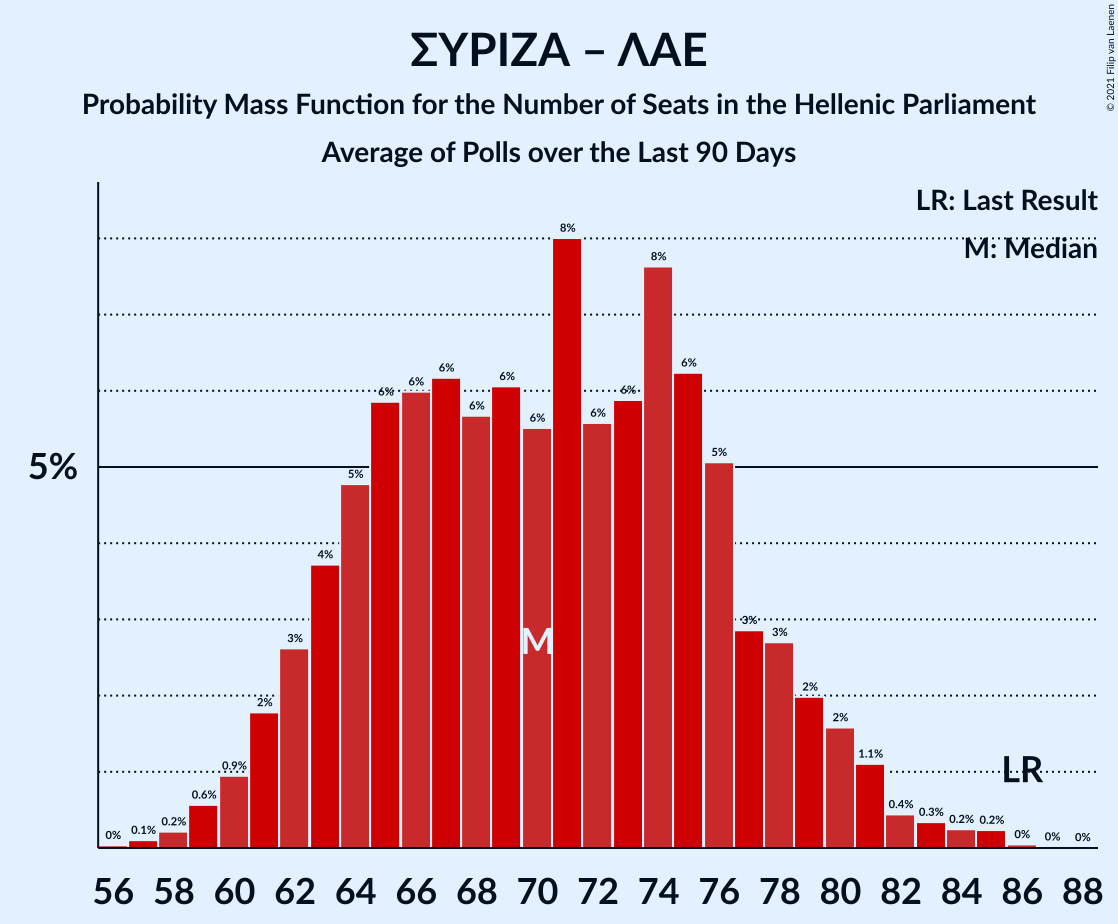 ΣΥΡΙΖΑ – ΛΑΕ
Probability Mass Function for the Number of Seats in the Hellenic Parliament
Average of Polls over the Last 90 Days
© 2021 Filip van Laenen
LR: Last Result
M: Median
5%
0% 0.1% 0.2% 0.6% 0.9% 2% 3% 4% 5% 6% 6% 6% 6% 6% 6% 8% 6% 6% 8% 6% 5% 3% 3% 2% 2% 1.1% 0.4% 0.3% 0.2% 0.2% 0% 0% 0%
M
LR
56 58 60 62 64 66 68 70 72 74 76 78 80 82 84 86 88